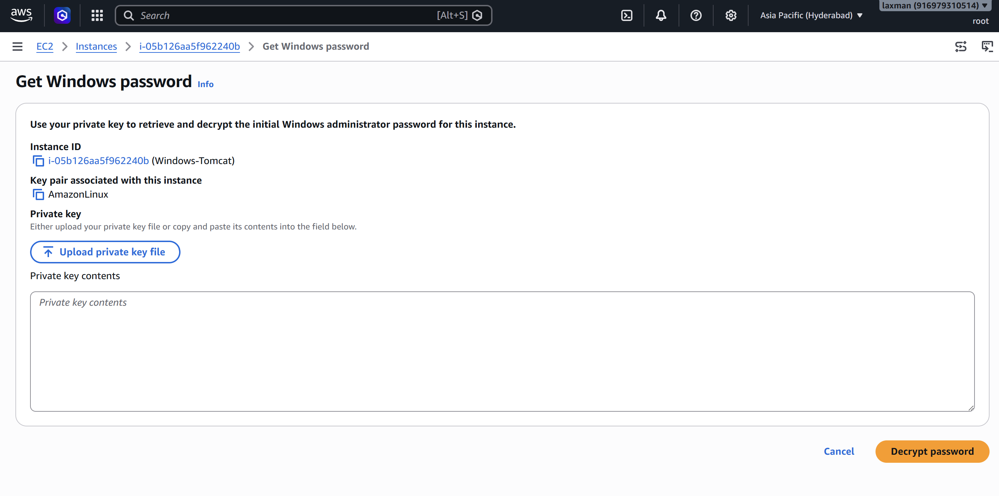 aws
Search
[Alt+S]
Asia Pacific (Hyderabad)
laxman (916979310514)
root
EC2
Instances
i-05b126aa5f962240b
Get Windows password
Get Windows password Info
Use your private key to retrieve and decrypt the initial Windows administrator password for this instance.
Instance ID
i-05b126aa5f962240b (Windows-Tomcat)
Key pair associated with this instance
AmazonLinux
Private key
Either upload your private key file or copy and paste its contents into the field below.
Upload private key file
Private key contents
Private key contents
Cancel
Decrypt password